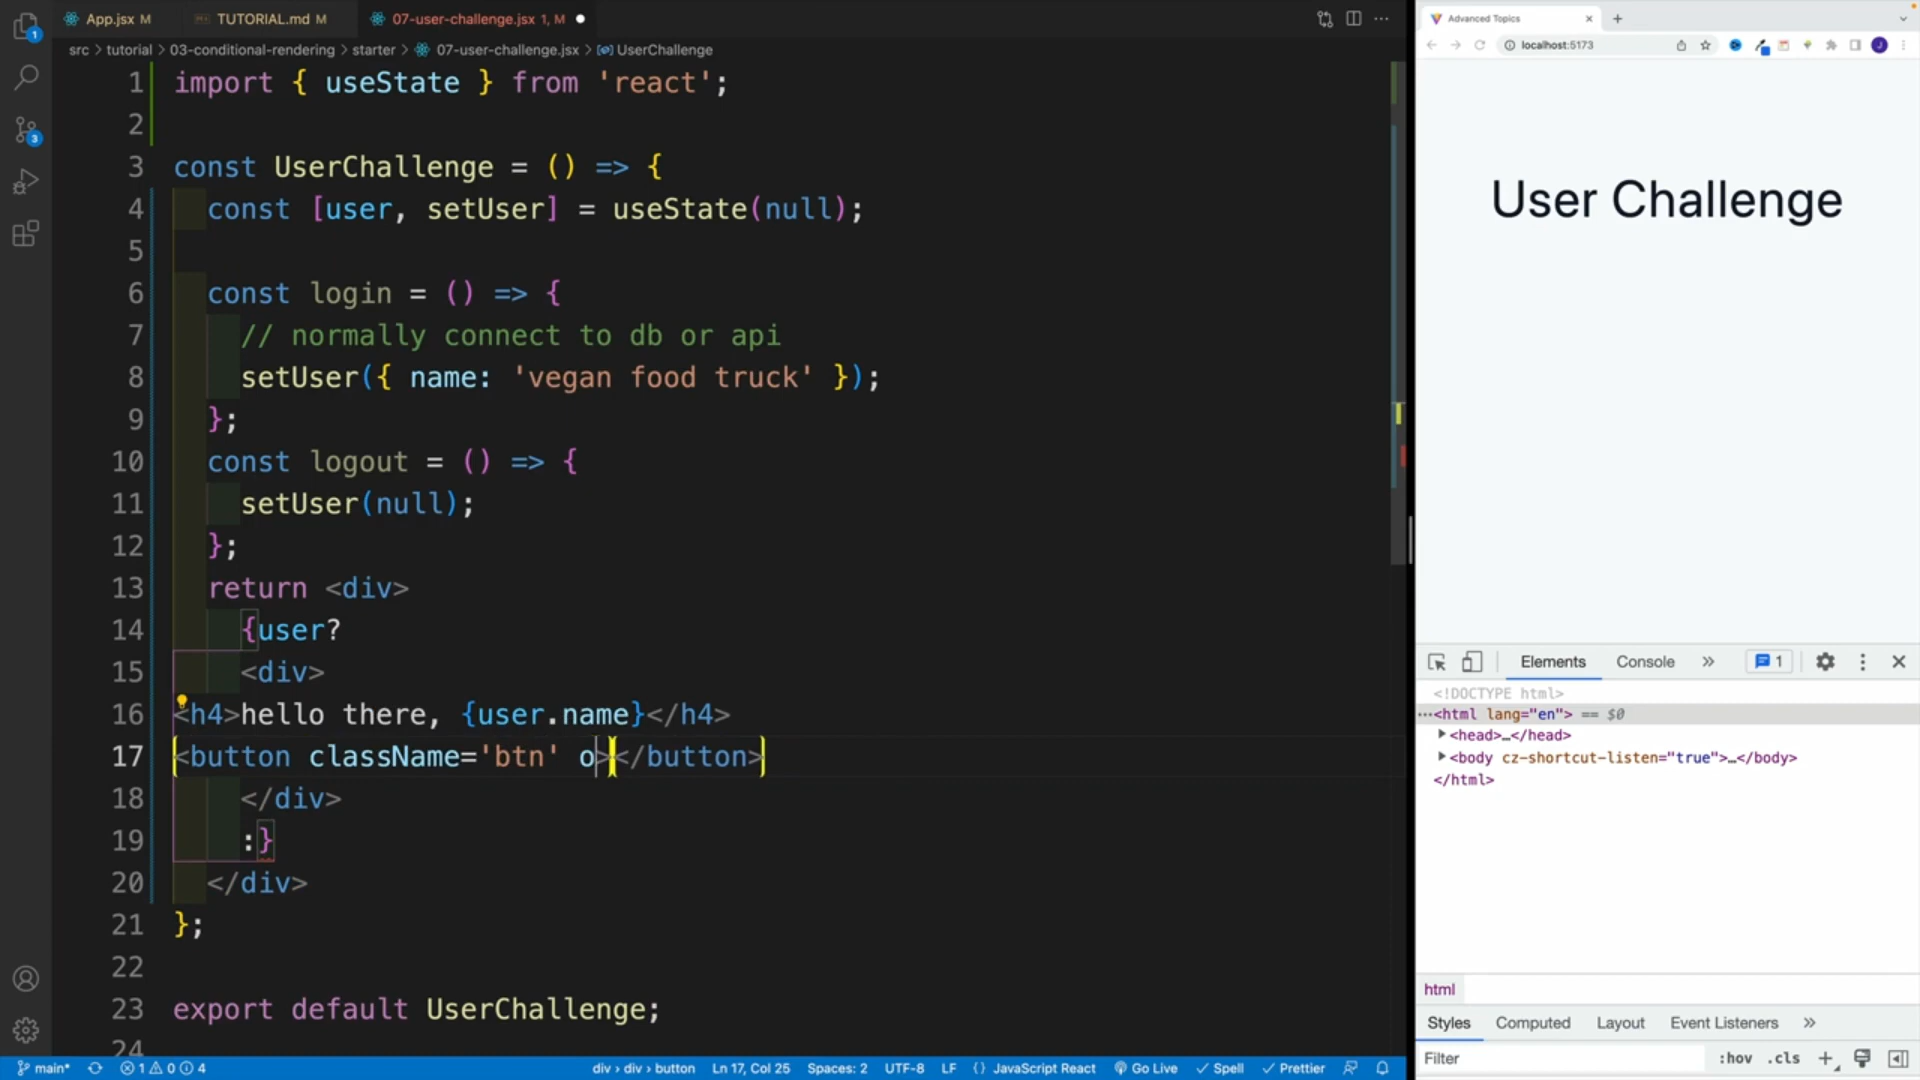 App.jsx M
TUTORIAL.md M
07-user-challenge.jsx 1, M
src > tutorial > 03-conditional-rendering > starter > 07-user-challenge.jsx > UserChallenge
1 import { useState } from 'react';
2
3 const UserChallenge = () => {
4 const [user, setUser] = useState(null);
5
6 const login = () => {
7 // normally connect to db or api
8 setUser({ name: 'vegan food truck' });
9 };
10 const logout = () => {
11 setUser(null);
12 };
13 return <div>
14 {user?
15 <div>
16 <h4>hello there, {user.name}</h4>
17 <button className='btn' o></button>
18 </div>
19 :}
20 </div>
21 };
22
23 export default UserChallenge;
24
1
3
main*
1 0 4
div > div > button
Ln 17, Col 25
Spaces: 2
UTF-8
LF
{} JavaScript React
Go Live
Spell
Prettier
Advanced Topics
localhost:5173
J
User Challenge
Elements
Console
1
<!DOCTYPE html>
<html lang="en"> == $0
<head>…</head>
<body cz-shortcut-listen="true">…</body>
</html>
html
Styles
Computed
Layout
Event Listeners
Filter
:hov
.cls